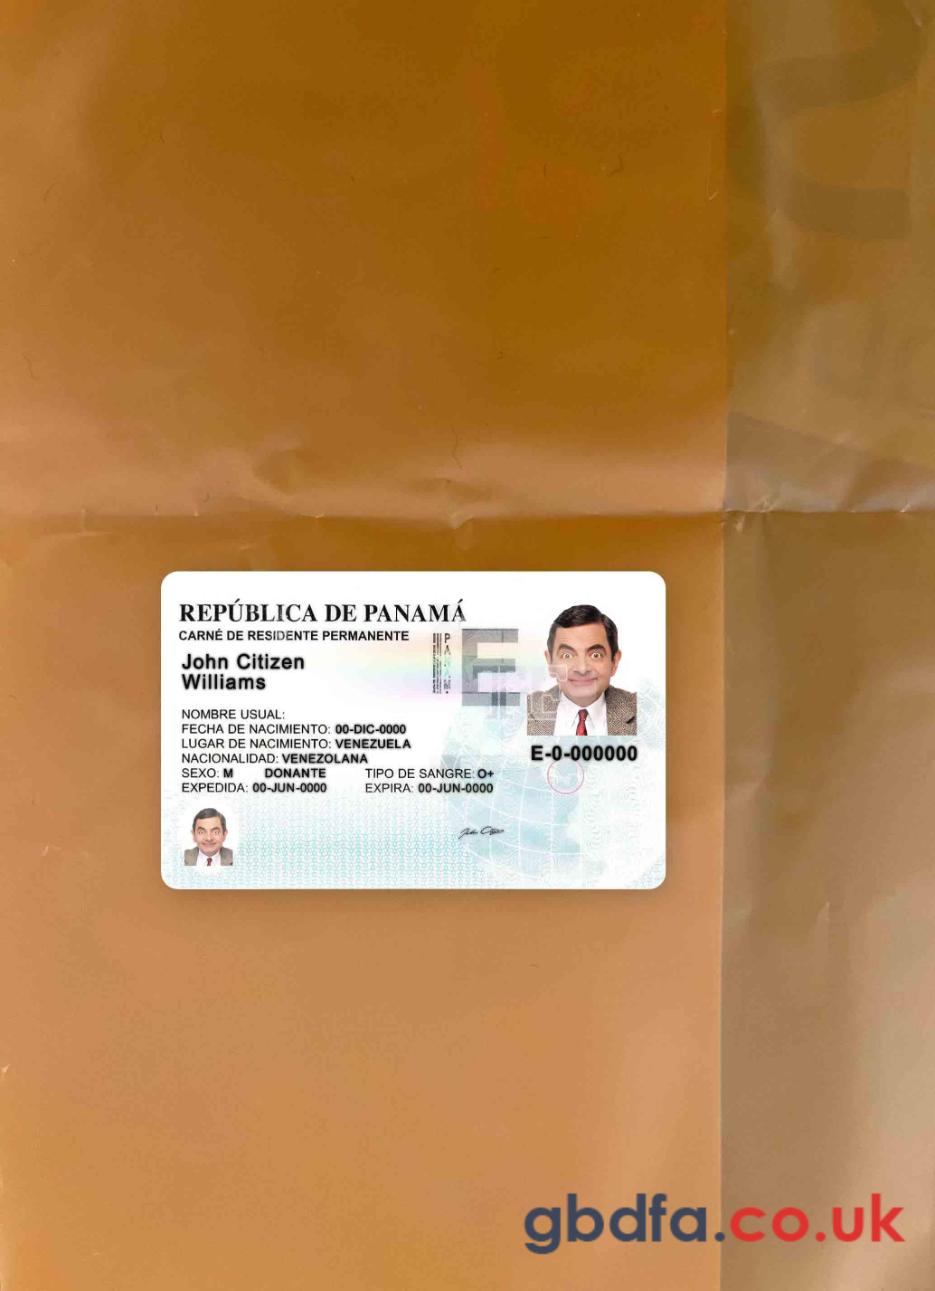 REPÚBLICA DE PANAMÁ
CARNÉ DE RESIDENTE PERMANENTE
PANAMÁ
E
John Citizen
Williams
NOMBRE USUAL:
FECHA DE NACIMIENTO: 00-DIC-0000
LUGAR DE NACIMIENTO: VENEZUELA
NACIONALIDAD: VENEZOLANA
E-0-000000
SEXO: M DONANTE TIPO DE SANGRE: O+
EXPEDIDA: 00-JUN-0000 EXPIRA: 00-JUN-0000
gbdfa.co.uk